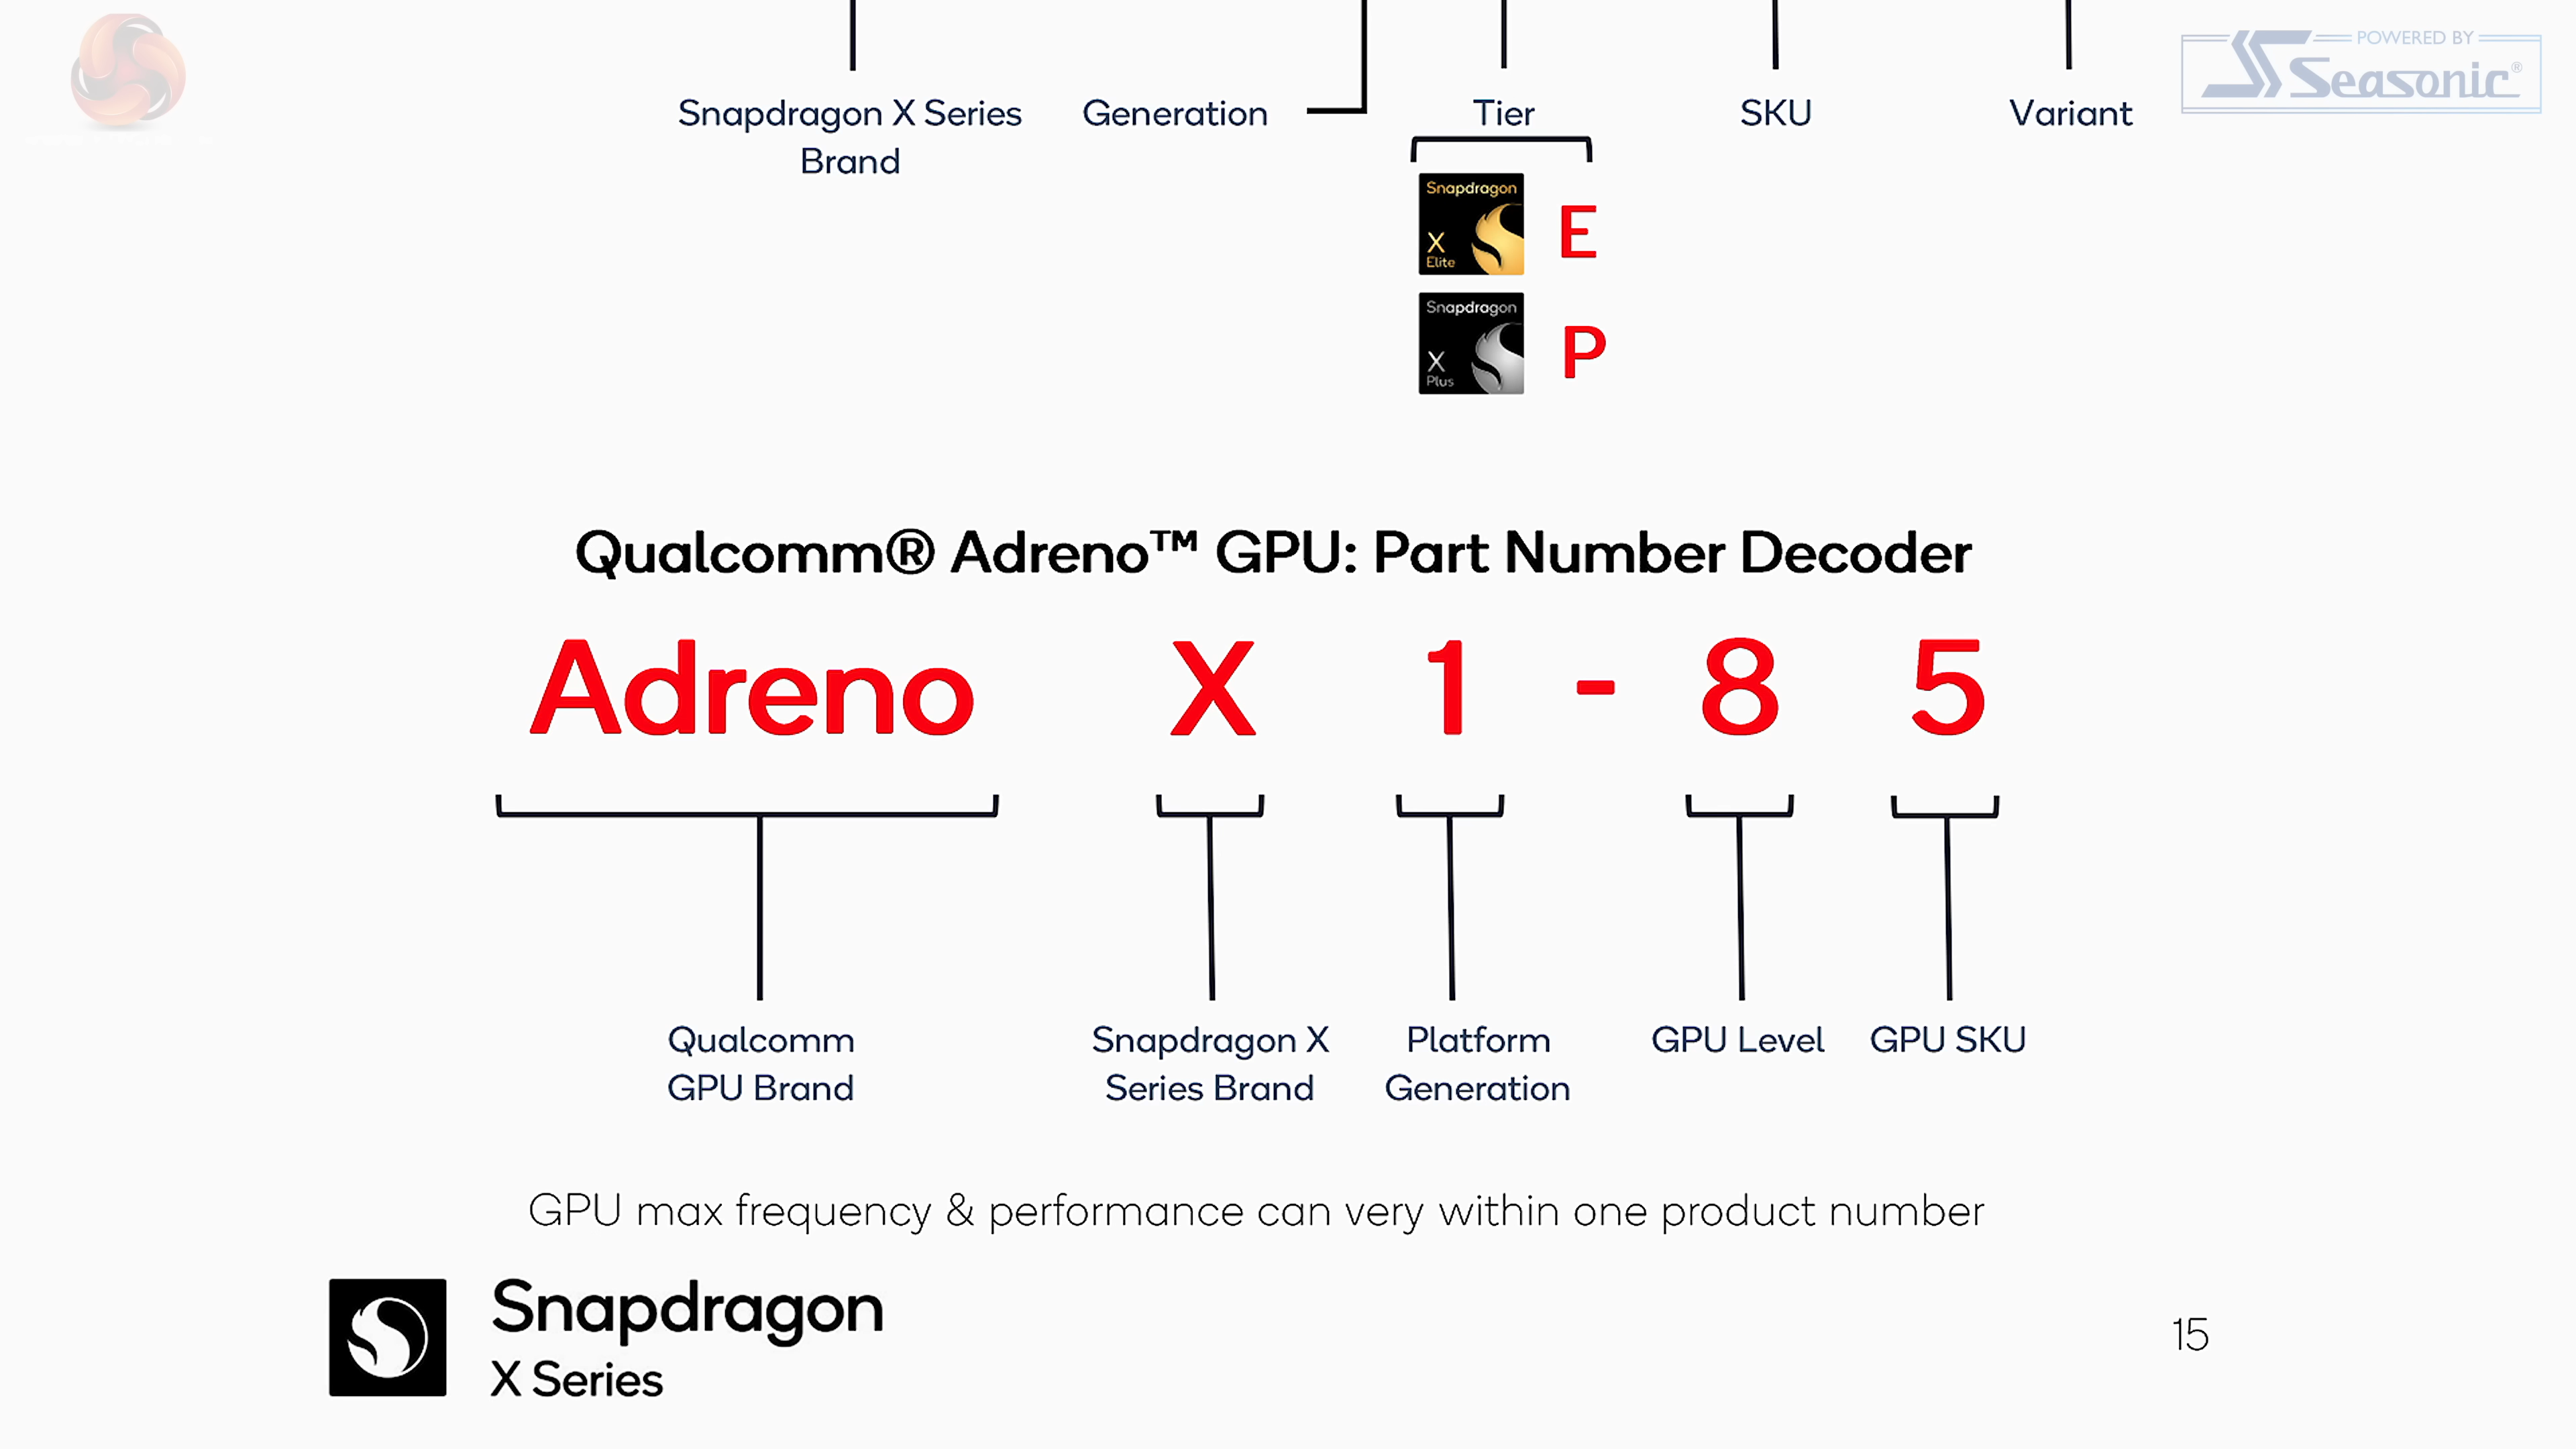 POWERED BY
Seasonic®
Snapdragon X Series
Brand
Generation
Tier
SKU
Variant
Snapdragon
X
Elite
E
Snapdragon
X
Plus
P
Qualcomm® Adreno™ GPU: Part Number Decoder
Adreno X 1 - 8 5
Qualcomm
GPU Brand
Snapdragon X
Series Brand
Platform
Generation
GPU Level
GPU SKU
GPU max frequency & performance can very within one product number
Snapdragon
X Series
15